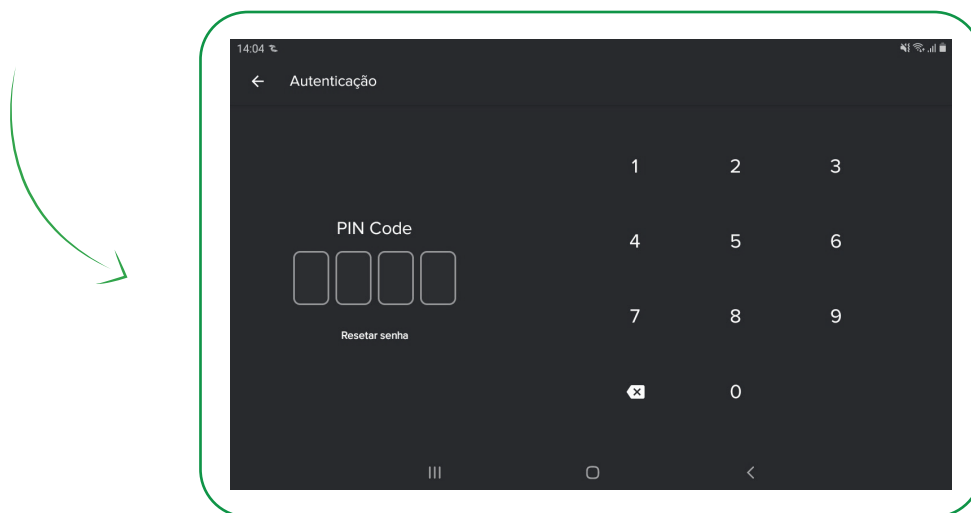 14:04
Autenticação
PIN Code
Resetar senha
1 2 3
4 5 6
7 8 9
0